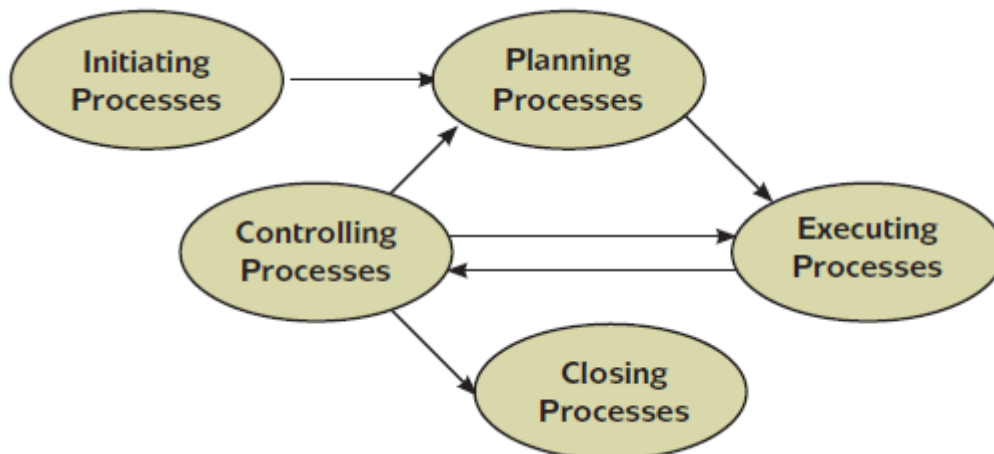 Initiating
Processes
Planning
Processes
Controlling
Processes
Executing
Processes
Closing
Processes